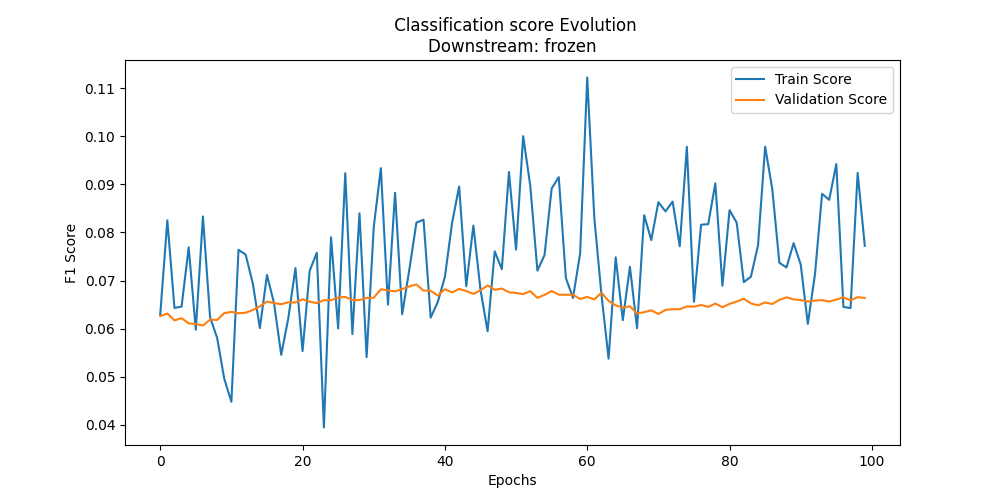 Classification score Evolution
Downstream: frozen
Train Score
Validation Score
F1 Score
0.11
0.10
0.09
0.08
0.07
0.06
0.05
0.04
0
20
40
60
80
100
Epochs